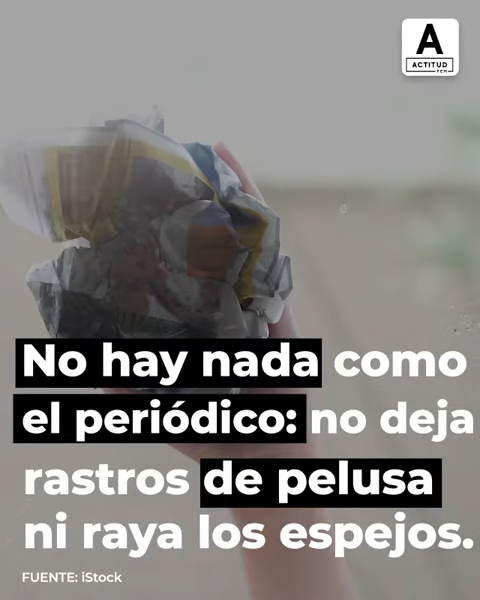 A
ACTITUD
FEM
No hay nada como
el periódico: no deja
rastros de pelusa
ni raya los espejos.
FUENTE: iStock